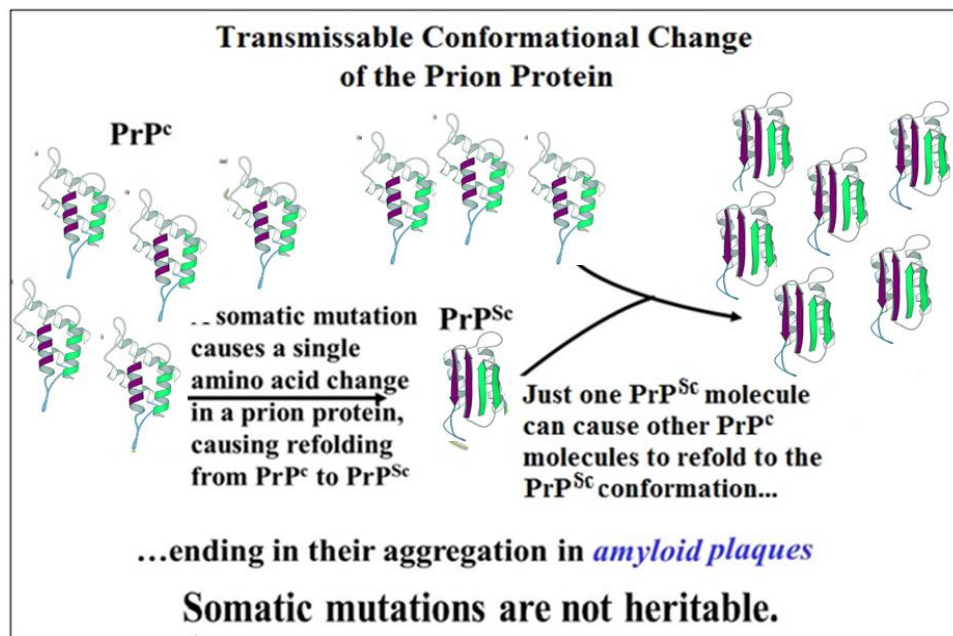 Transmissable Conformational Change
of the Prion Protein
PrPᶜ
... somatic mutation
causes a single
amino acid change
in a prion protein,
causing refolding
from PrPᶜ to PrPˢᶜ
PrPˢᶜ
Just one PrPˢᶜ molecule
can cause other PrPᶜ
molecules to refold to the
PrPˢᶜ conformation...
...ending in their aggregation in amyloid plaques
Somatic mutations are not heritable.